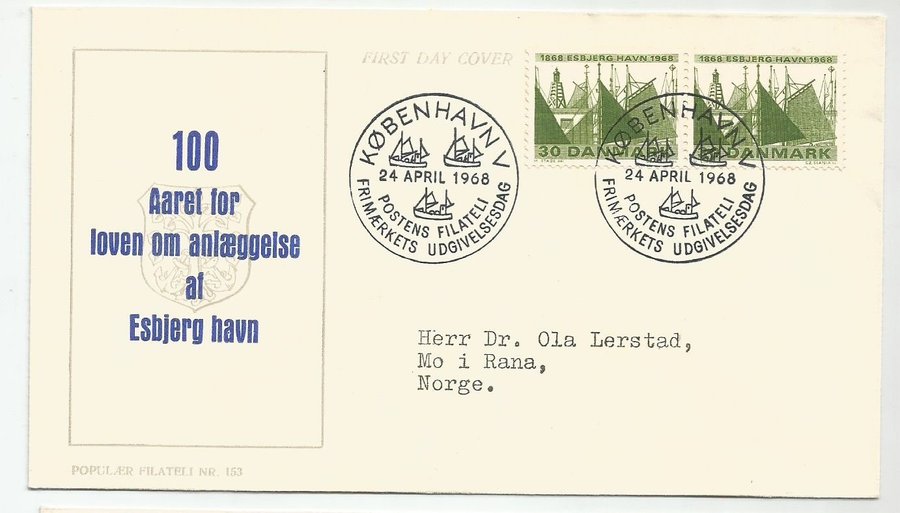 FIRST DAY COVER
1868 ESBJERG HAVN 1968
1868 ESBJERG HAVN 1968
30 DANMARK
DANMARK
KØBENHAVN V
24 APRIL 1968
POSTENS FILATELI
FRIMÆRKETS UDGIVELSESDAG
KØBENHAVN V
24 APRIL 1968
POSTENS FILATELI
FRIMÆRKETS UDGIVELSESDAG
100
Aaret for
loven om anlæggelse
af
Esbjerg havn
Herr Dr. Ola Lerstad,
Mo i Rana,
Norge.
POPULÆR FILATELI NR. 153